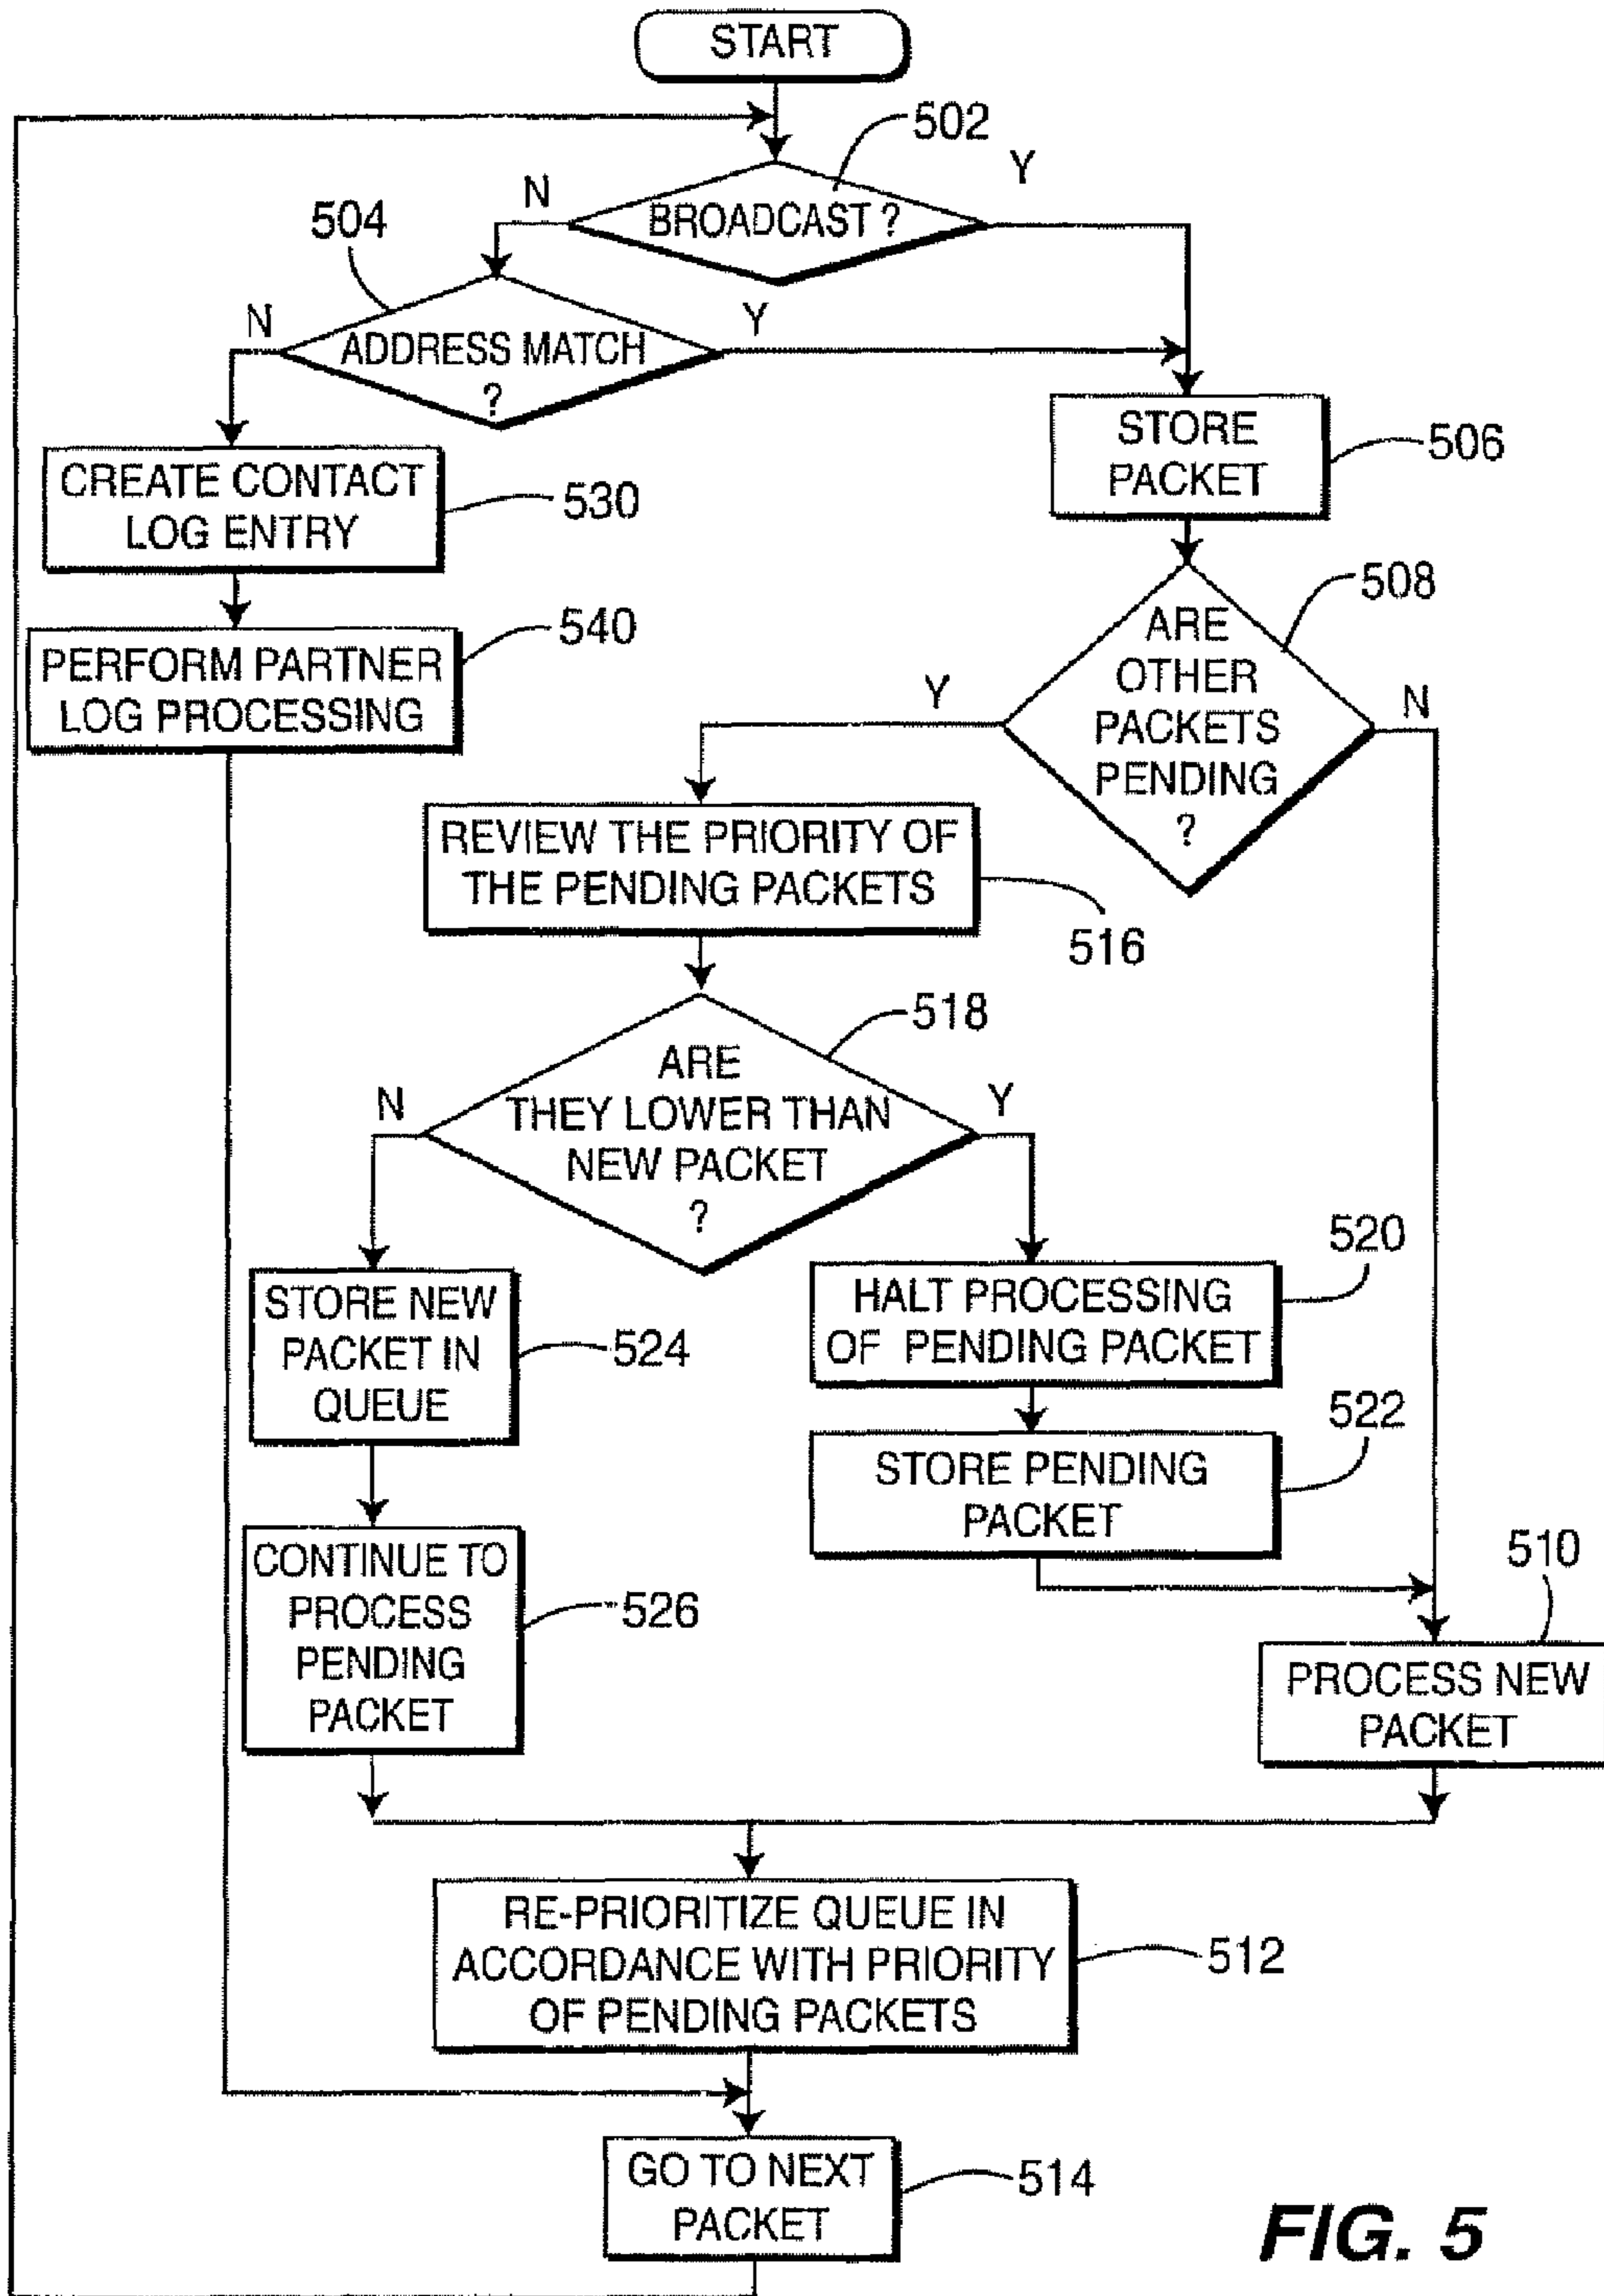 START
502
N
Y
BROADCAST ?
504
N
Y
ADDRESS MATCH
?
STORE
PACKET
506
CREATE CONTACT
LOG ENTRY
530
508
ARE
OTHER
PACKETS
PENDING
?
540
PERFORM PARTNER
LOG PROCESSING
Y
N
REVIEW THE PRIORITY OF
THE PENDING PACKETS
516
518
ARE
THEY LOWER THAN
NEW PACKET
?
N
Y
520
STORE NEW
PACKET IN
QUEUE
524
HALT PROCESSING
OF PENDING PACKET
522
STORE PENDING
PACKET
CONTINUE TO
PROCESS
PENDING
PACKET
526
510
PROCESS NEW
PACKET
RE-PRIORITIZE QUEUE IN
ACCORDANCE WITH PRIORITY
OF PENDING PACKETS
512
GO TO NEXT
PACKET
514
FIG. 5